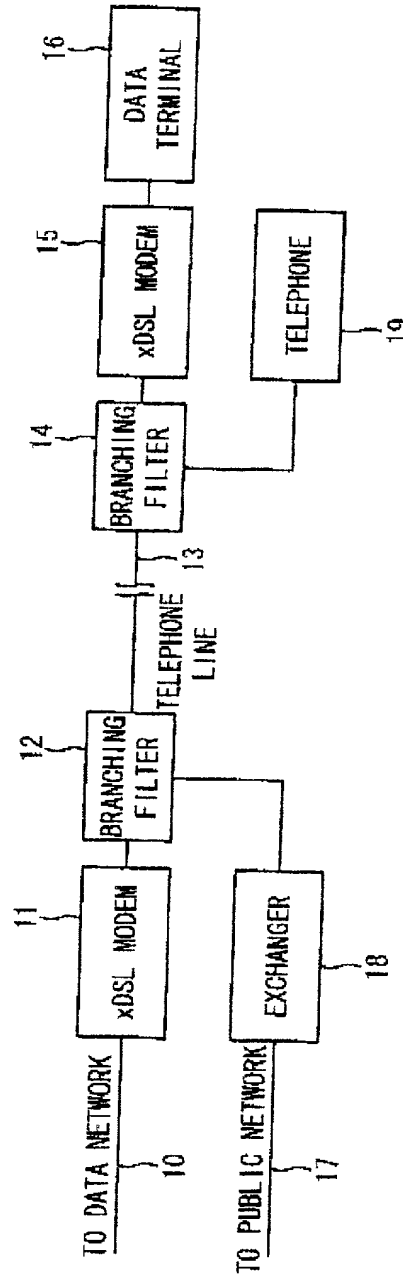 TO DATA NETWORK
10
11
xDSL MODEM
12
BRANCHING
FILTER
TELEPHONE
LINE
13
14
BRANCHING
FILTER
15
xDSL MODEM
16
DATA
TERMINAL
TO PUBLIC NETWORK
17
EXCHANGER
18
TELEPHONE
19